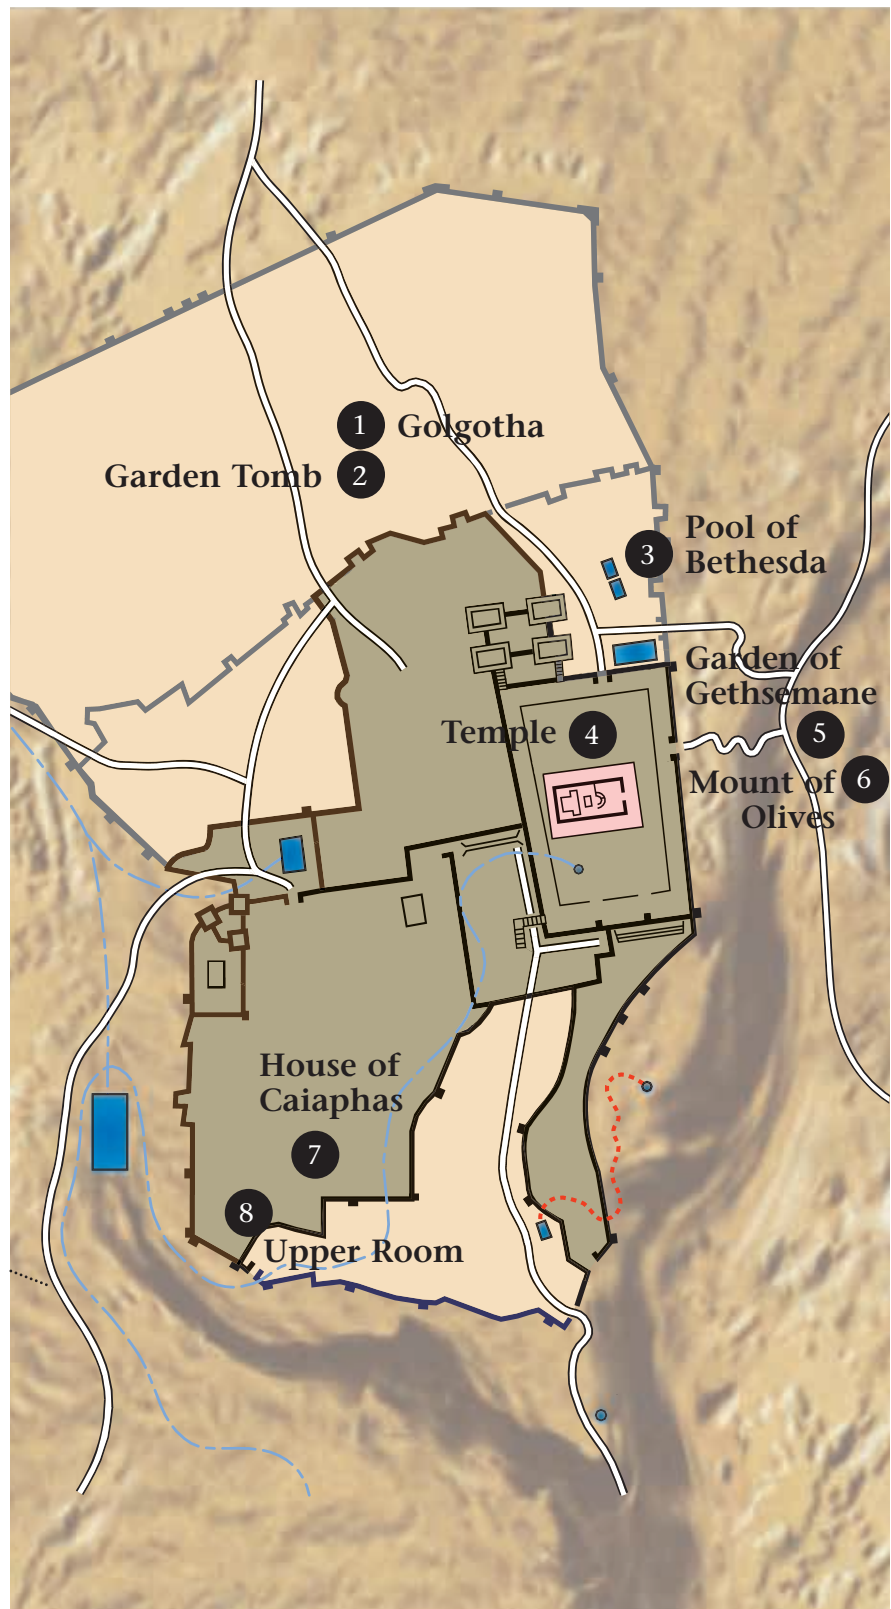 1 Golgotha
Garden Tomb 2
3 Pool of
Bethesda
Garden of
Gethsemane
5
Temple 4
Mount of 6
Olives
House of
Caiaphas
7
8
Upper Room